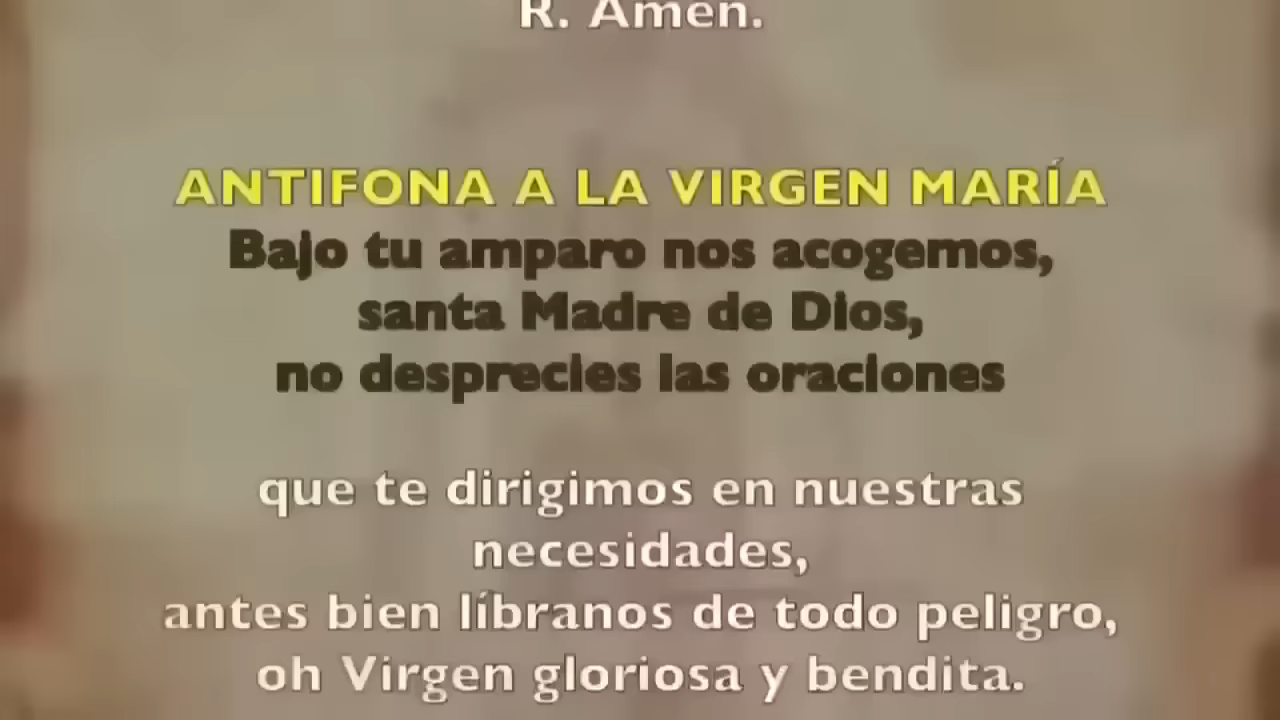 R. Amén.
ANTIFONA A LA VIRGEN MARÍA
Bajo tu amparo nos acogemos,
santa Madre de Dios,
no desprecies las oraciones
que te dirigimos en nuestras
necesidades,
antes bien líbranos de todo peligro,
oh Virgen gloriosa y bendita.